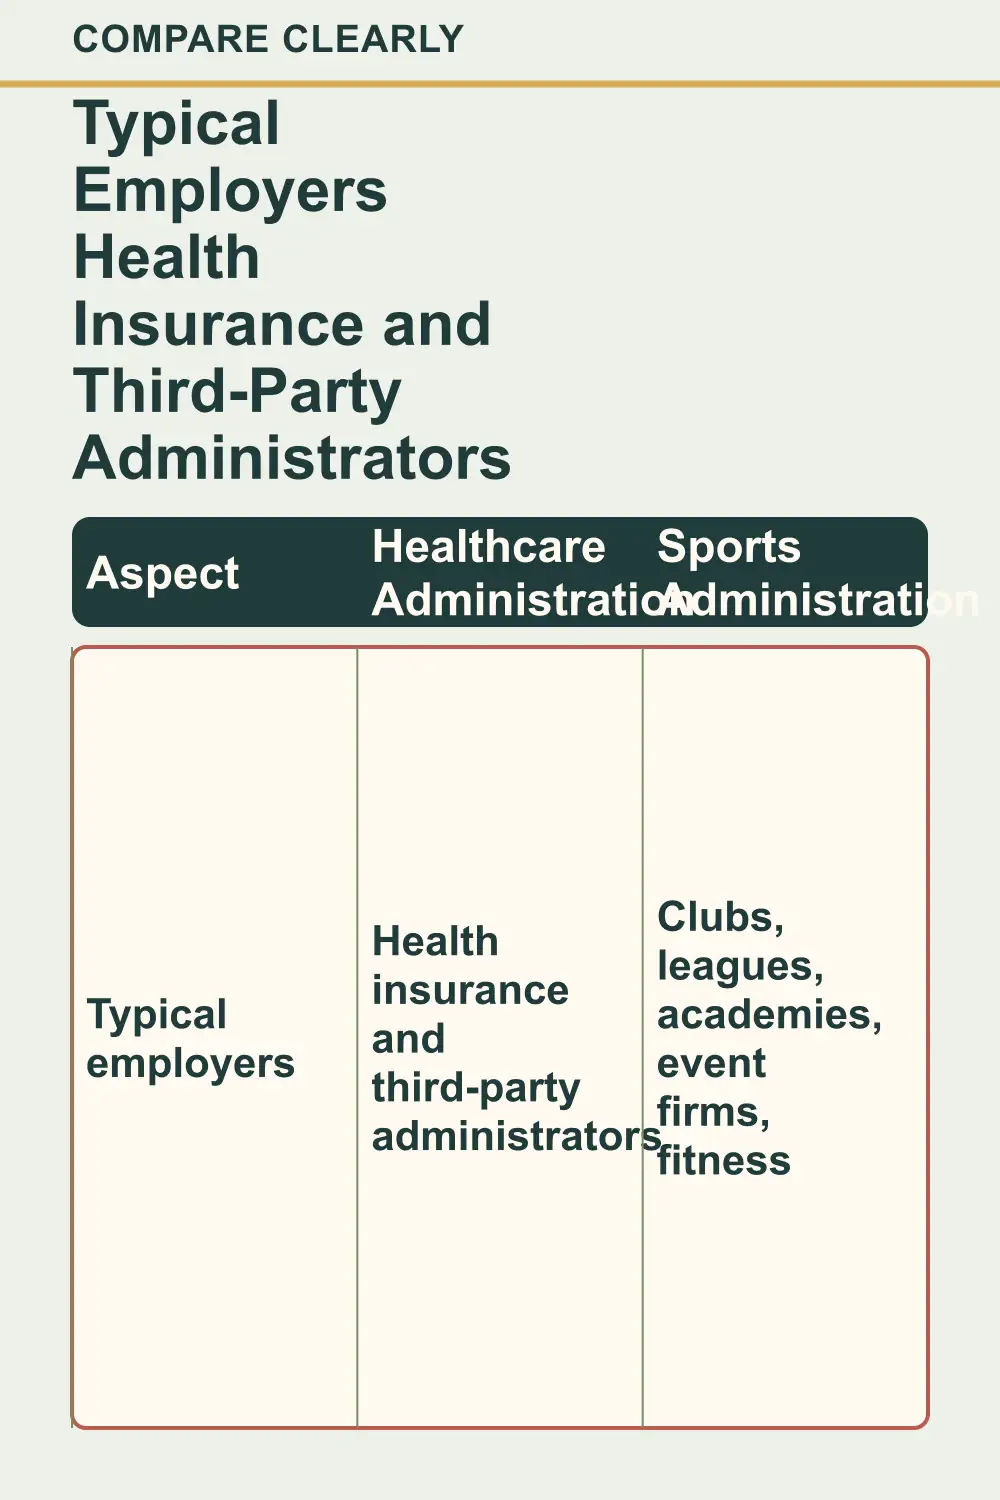 COMPARE CLEARLY
Typical
Employers
Health
Insurance and
Third-Party
Administrators
Aspect
Healthcare
Administration
Sports
Administration
Typical
employers
Health
insurance
and
third-party
administrators
Clubs,
leagues,
academies,
event
firms,
fitness